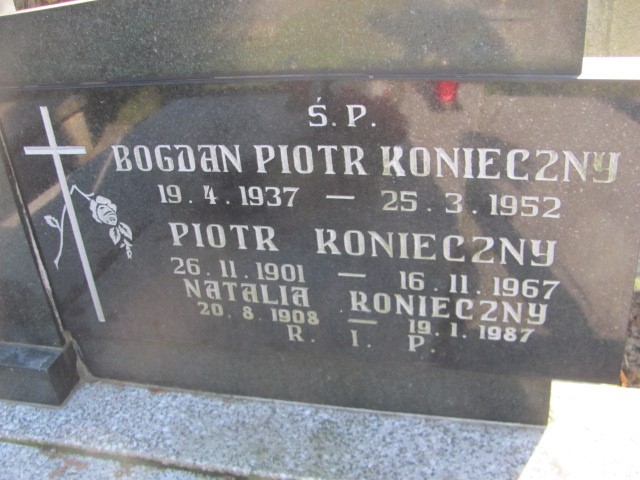 Ś. P.
BOGDAN PIOTR KONIECZNY
19. 4. 1937 — 25. 3. 1952
PIOTR KONIECZNY
26. 11. 1901 — 16. 11. 1967
NATALIA KONIECZNY
20. 8. 1908 — 19. 1. 1987
R. I. P.